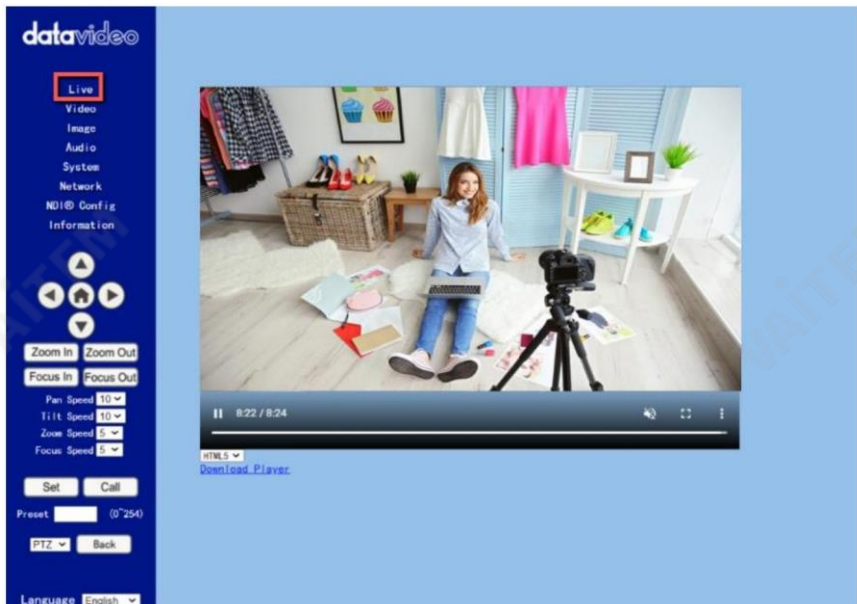 datavideo
Live
Video
Image
Audio
System
Network
NDI® Config
Information
Zoom In Zoom Out
Focus In Focus Out
Pan Speed 10
Tilt Speed 10
Zoom Speed 5
Focus Speed 5
Set Call
Preset (0~254)
PTZ Back
Language English
8:22 / 8:24
HTML5
Download Player